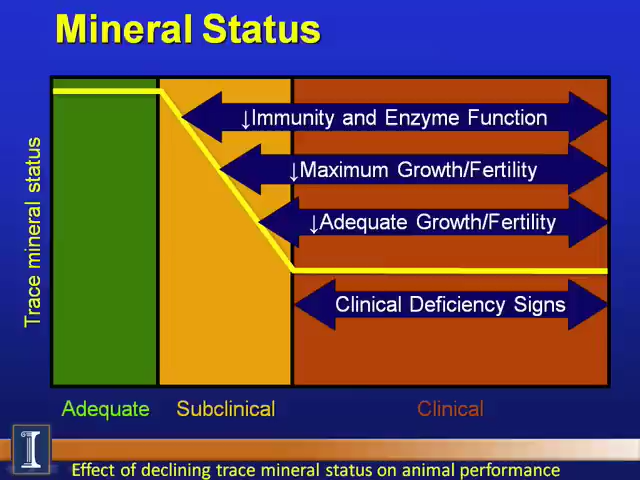 Mineral Status
↓Immunity and Enzyme Function
↓Maximum Growth/Fertility
↓Adequate Growth/Fertility
Clinical Deficiency Signs
Trace mineral status
Adequate
Subclinical
Clinical
I
Effect of declining trace mineral status on animal performance